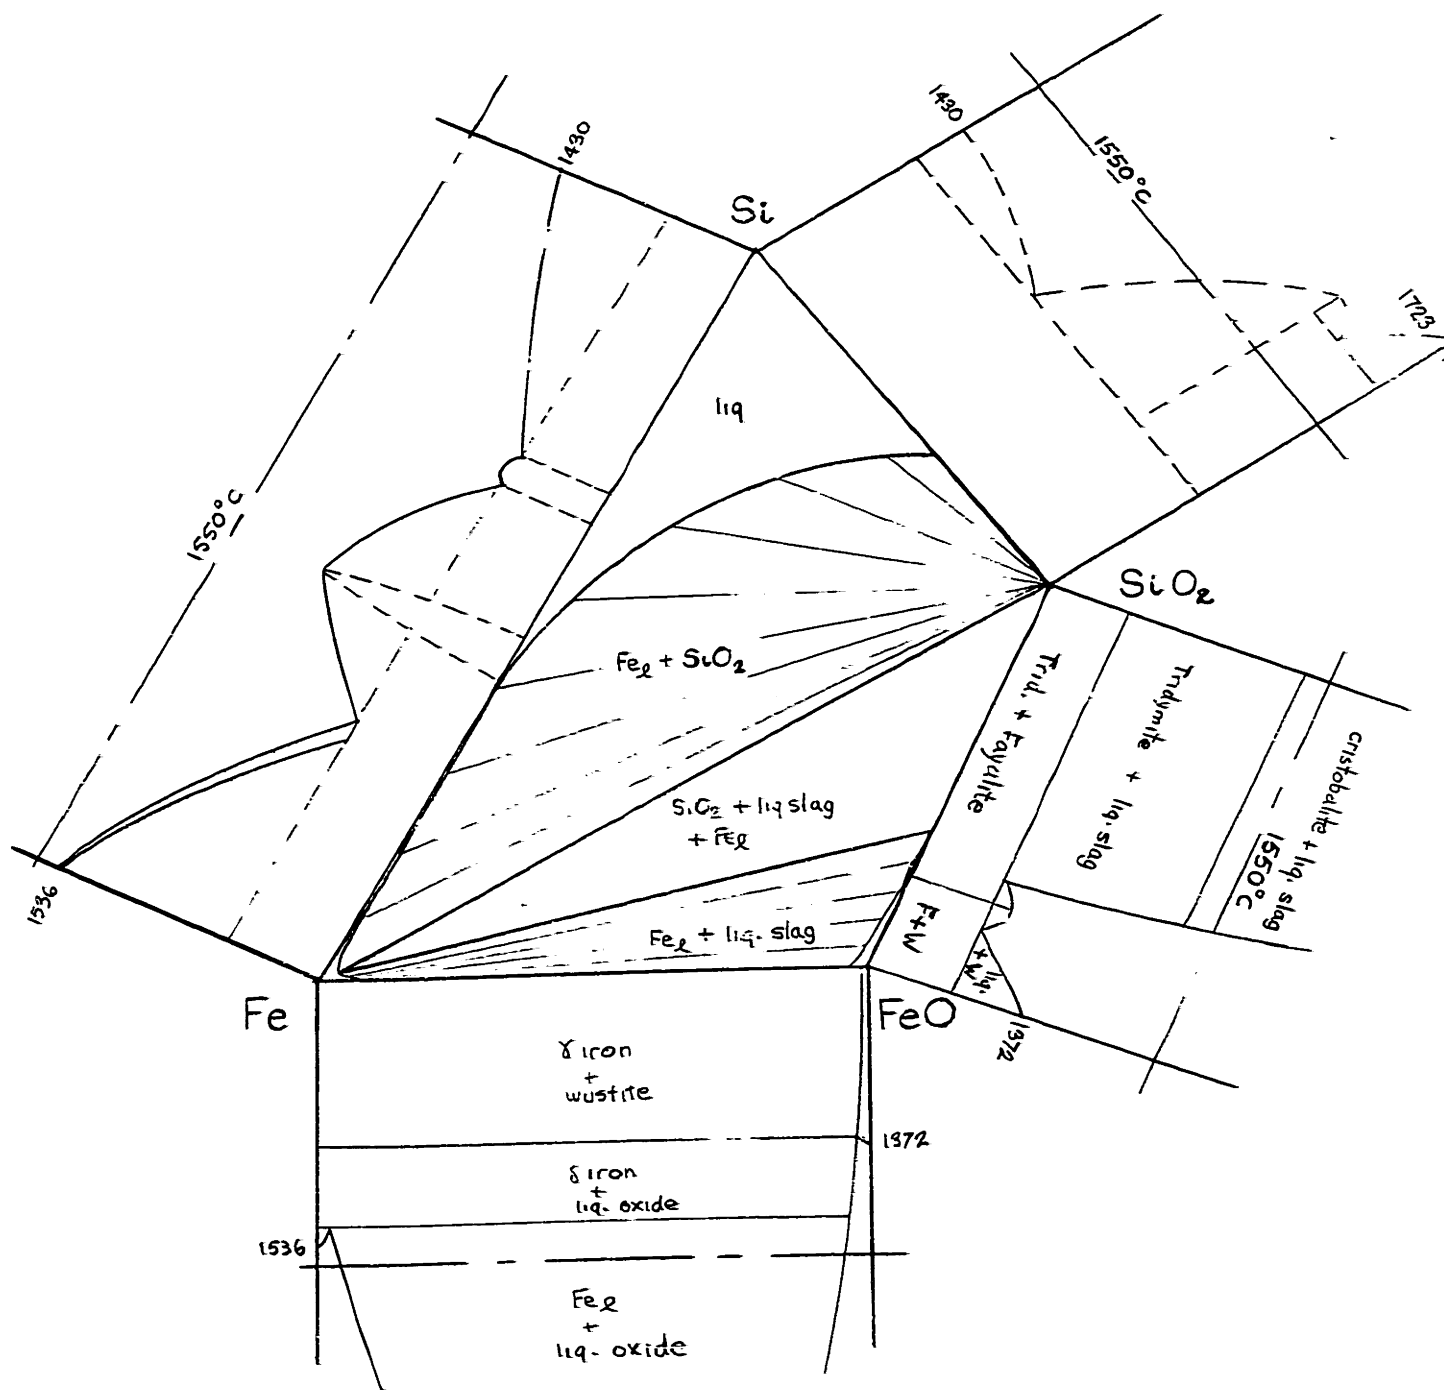 1430
1430
1550°C
Si
1723
liq
1550°C
SiO2
Feℓ + SiO2
Trid. + Fayalite
Tridymite + liq. slag
cristobalite + liq. slag
1550°C
SiO2 + liq slag
+ Feℓ
1536
Feℓ + liq. slag
F+W
liq.
+ W
Fe
FeO
1372
γ iron
+
wustite
1372
δ iron
+
liq. oxide
1536
Feℓ
+
liq. oxide